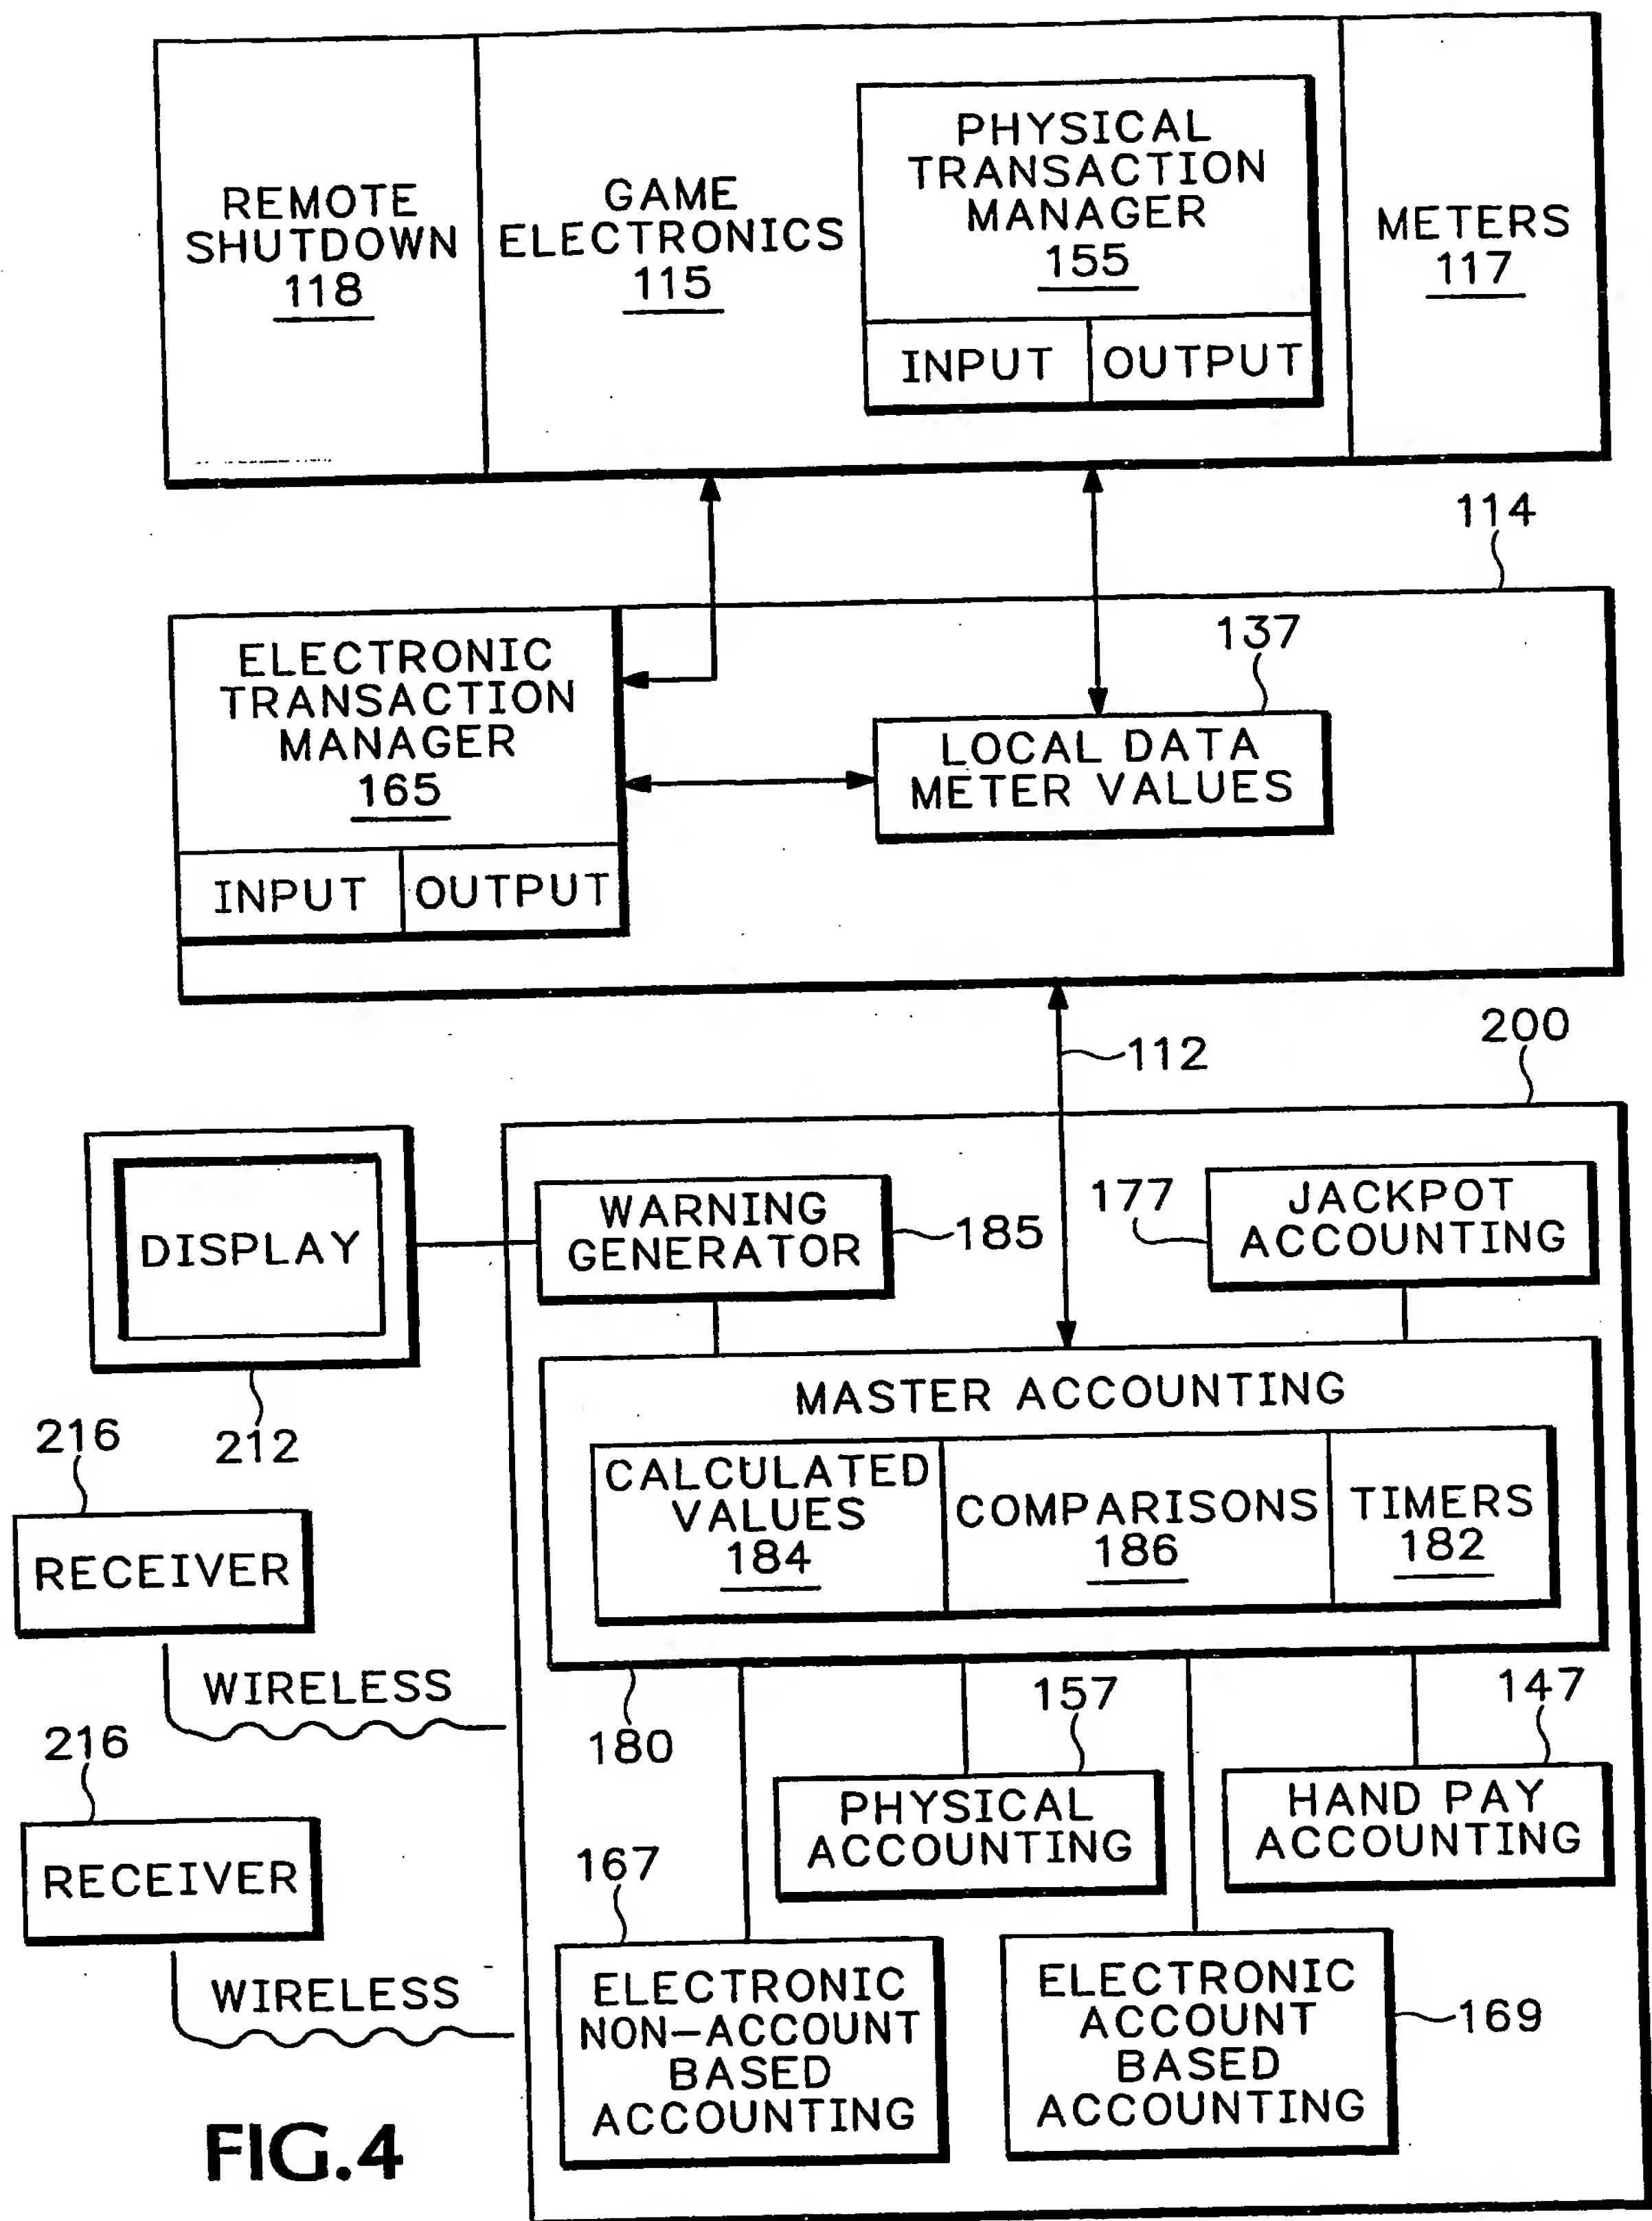 REMOTE
SHUTDOWN
118
GAME
ELECTRONICS
115
PHYSICAL
TRANSACTION
MANAGER
155
INPUT
OUTPUT
METERS
117
114
ELECTRONIC
TRANSACTION
MANAGER
165
INPUT
OUTPUT
137
LOCAL DATA
METER VALUES
112
200
DISPLAY
212
WARNING
GENERATOR
185
177
JACKPOT
ACCOUNTING
MASTER ACCOUNTING
CALCULATED
VALUES
184
COMPARISONS
186
TIMERS
182
180
216
RECEIVER
WIRELESS
216
RECEIVER
WIRELESS
157
PHYSICAL
ACCOUNTING
147
HAND PAY
ACCOUNTING
167
ELECTRONIC
NON-ACCOUNT
BASED
ACCOUNTING
ELECTRONIC
ACCOUNT
BASED
ACCOUNTING
169
FIG.4